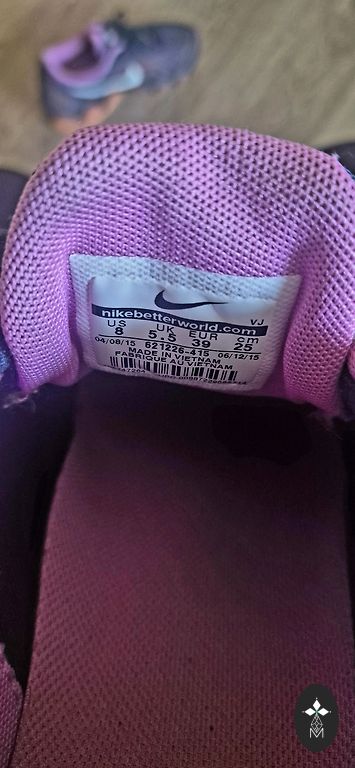 nikebetterworld.com
VJ
US UK EUR cm
8 5.5 39 25
04/08/15 621226-415 06/12/15
MADE IN VIETNAM
FABRIQUE AU VIETNAM
M